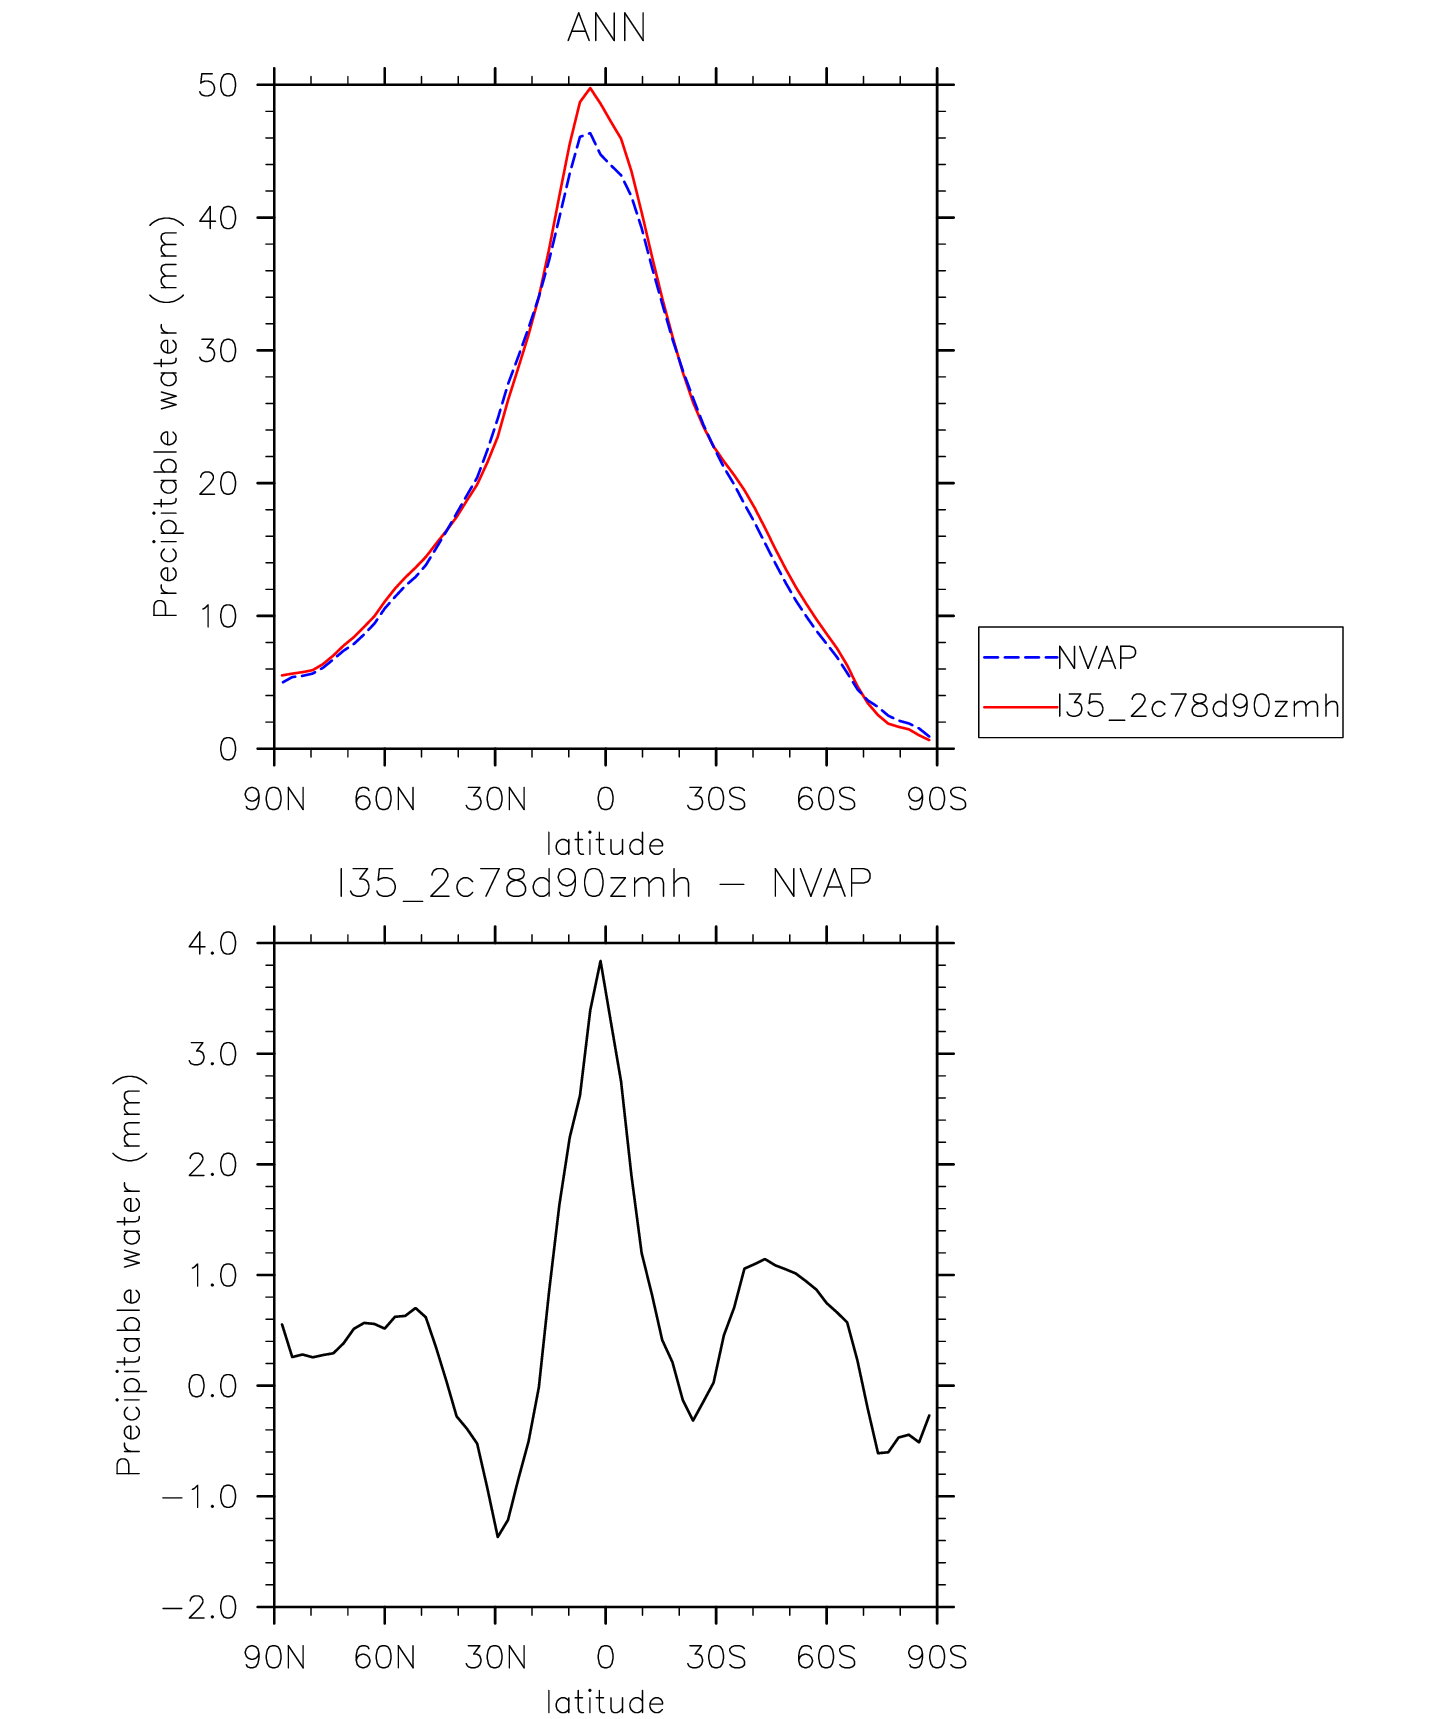 ANN
50
40
30
20
10
0
Precipitable water (mm)
90N 60N 30N 0 30S 60S 90S
latitude
NVAP
I35_2c78d90zmh
I35_2c78d90zmh − NVAP
4.0
3.0
2.0
1.0
0.0
−1.0
−2.0
Precipitable water (mm)
90N 60N 30N 0 30S 60S 90S
latitude